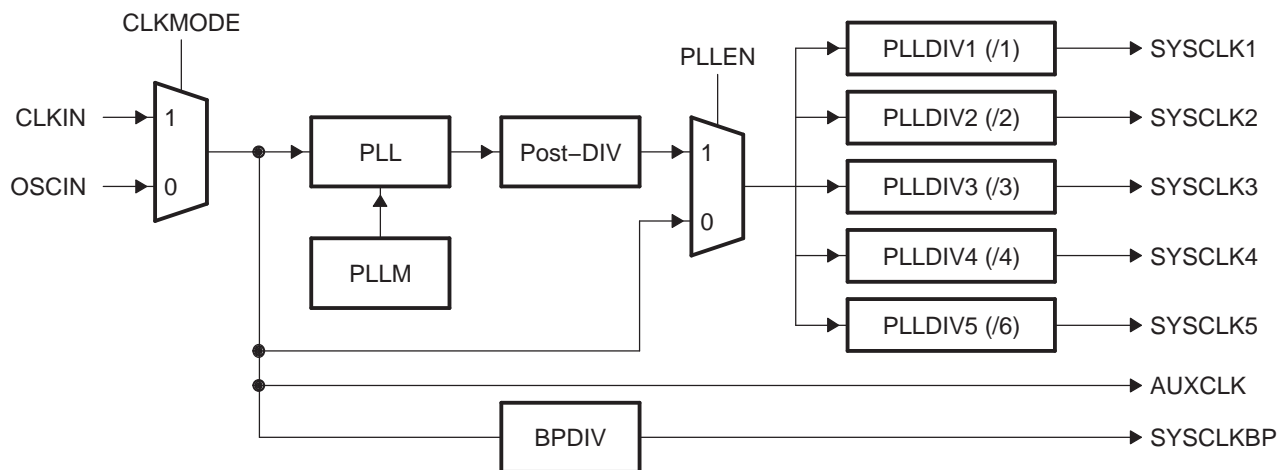 CLKMODE
CLKIN
OSCIN
1
0
PLL
PLLM
Post−DIV
PLLEN
1
0
PLLDIV1 (/1)
SYSCLK1
PLLDIV2 (/2)
SYSCLK2
PLLDIV3 (/3)
SYSCLK3
PLLDIV4 (/4)
SYSCLK4
PLLDIV5 (/6)
SYSCLK5
AUXCLK
BPDIV
SYSCLKBP